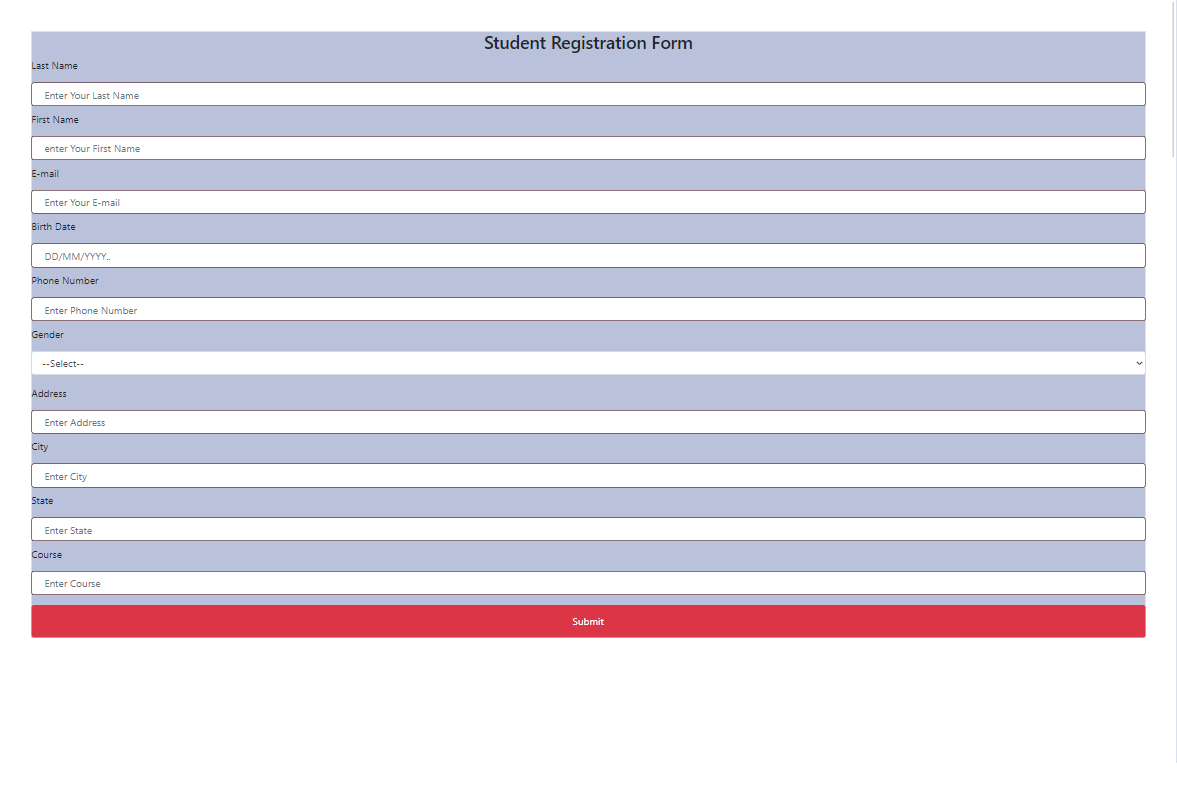 Student Registration Form
Last Name
Enter Your Last Name
First Name
enter Your First Name
E-mail
Enter Your E-mail
Birth Date
DD/MM/YYYY..
Phone Number
Enter Phone Number
Gender
--Select--
Address
Enter Address
City
Enter City
State
Enter State
Course
Enter Course
Submit